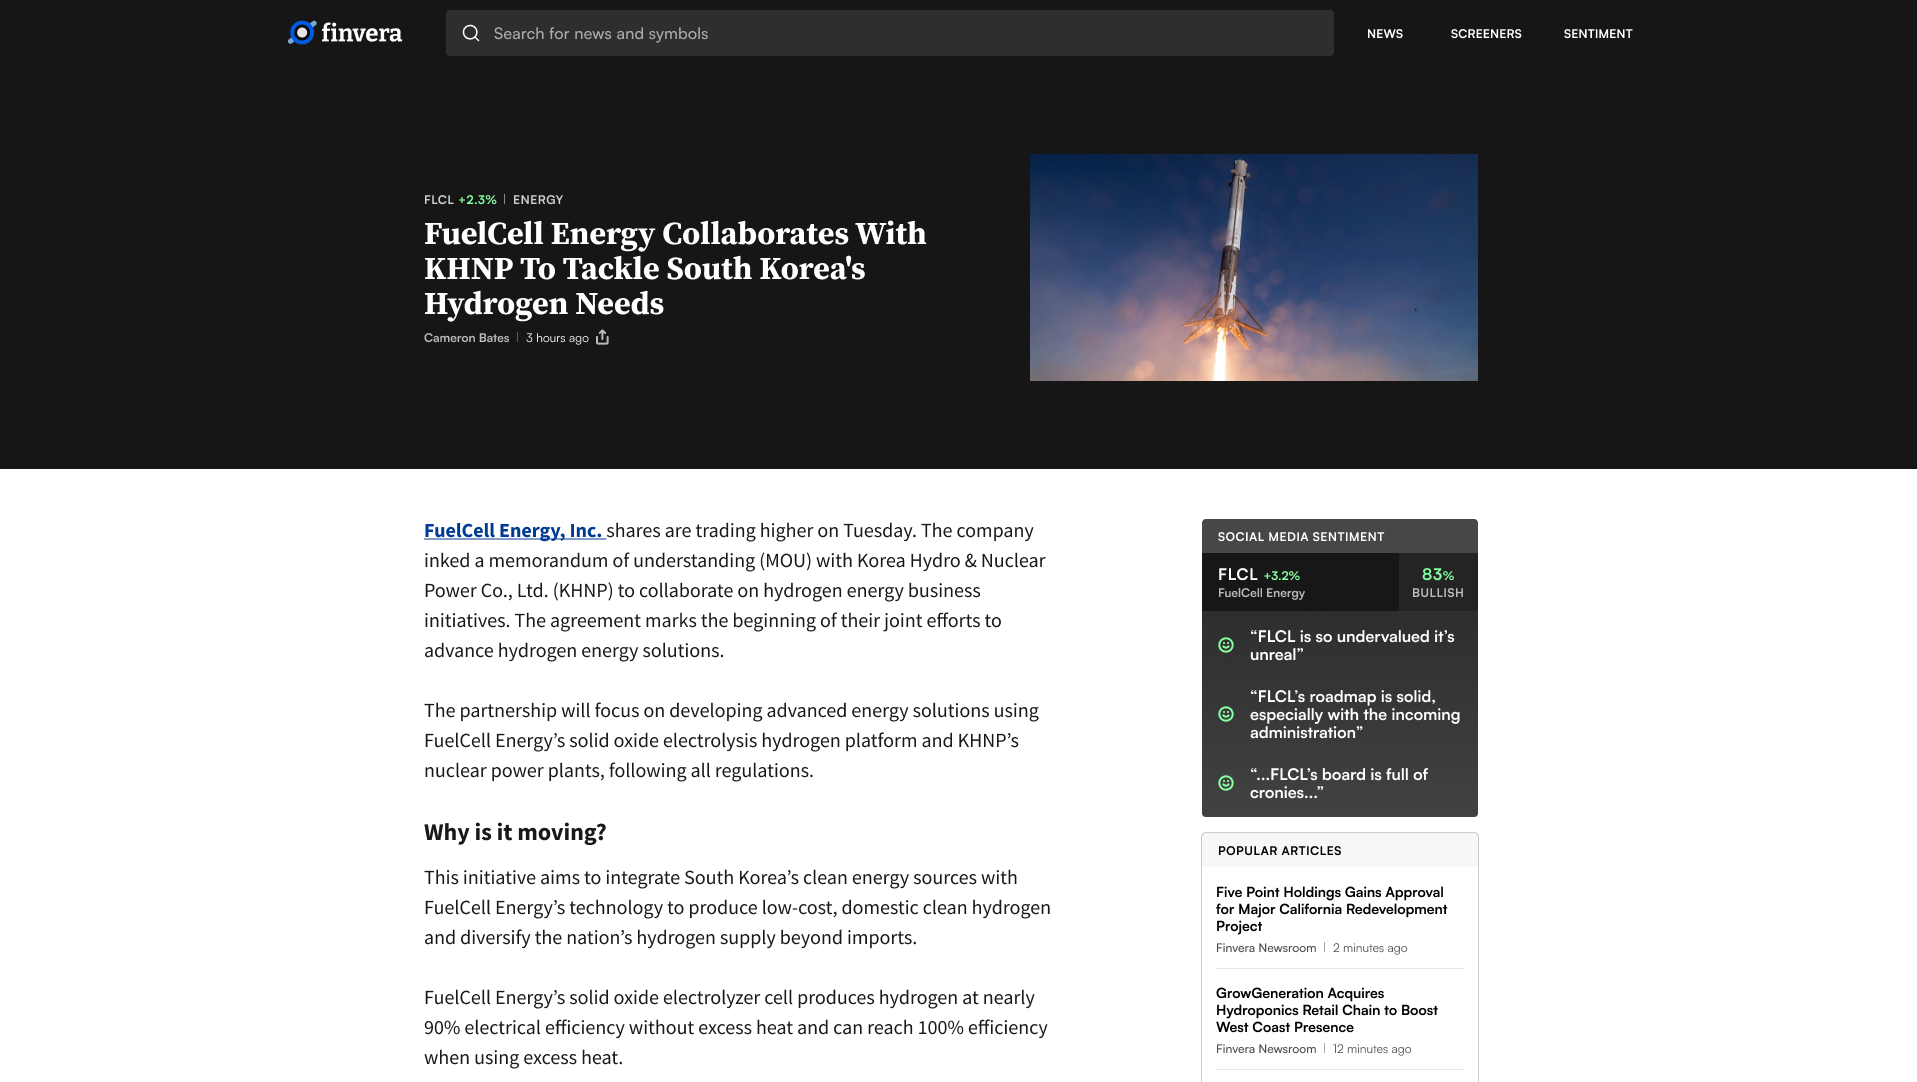 finvera
Search for news and symbols
NEWS
SCREENERS
SENTIMENT
FLCL +2.3% | ENERGY
FuelCell Energy Collaborates With
KHNP To Tackle South Korea's
Hydrogen Needs
Cameron Bates | 3 hours ago
FuelCell Energy, Inc. shares are trading higher on Tuesday. The company
inked a memorandum of understanding (MOU) with Korea Hydro & Nuclear
Power Co., Ltd. (KHNP) to collaborate on hydrogen energy business
initiatives. The agreement marks the beginning of their joint efforts to
advance hydrogen energy solutions.
The partnership will focus on developing advanced energy solutions using
FuelCell Energy’s solid oxide electrolysis hydrogen platform and KHNP’s
nuclear power plants, following all regulations.
Why is it moving?
This initiative aims to integrate South Korea’s clean energy sources with
FuelCell Energy’s technology to produce low-cost, domestic clean hydrogen
and diversify the nation’s hydrogen supply beyond imports.
FuelCell Energy’s solid oxide electrolyzer cell produces hydrogen at nearly
90% electrical efficiency without excess heat and can reach 100% efficiency
when using excess heat.
SOCIAL MEDIA SENTIMENT
FLCL +3.2%
FuelCell Energy
83%
BULLISH
“FLCL is so undervalued it’s
unreal”
“FLCL’s roadmap is solid,
especially with the incoming
administration”
“...FLCL’s board is full of
cronies...”
POPULAR ARTICLES
Five Point Holdings Gains Approval
for Major California Redevelopment
Project
Finvera Newsroom | 2 minutes ago
GrowGeneration Acquires
Hydroponics Retail Chain to Boost
West Coast Presence
Finvera Newsroom | 12 minutes ago